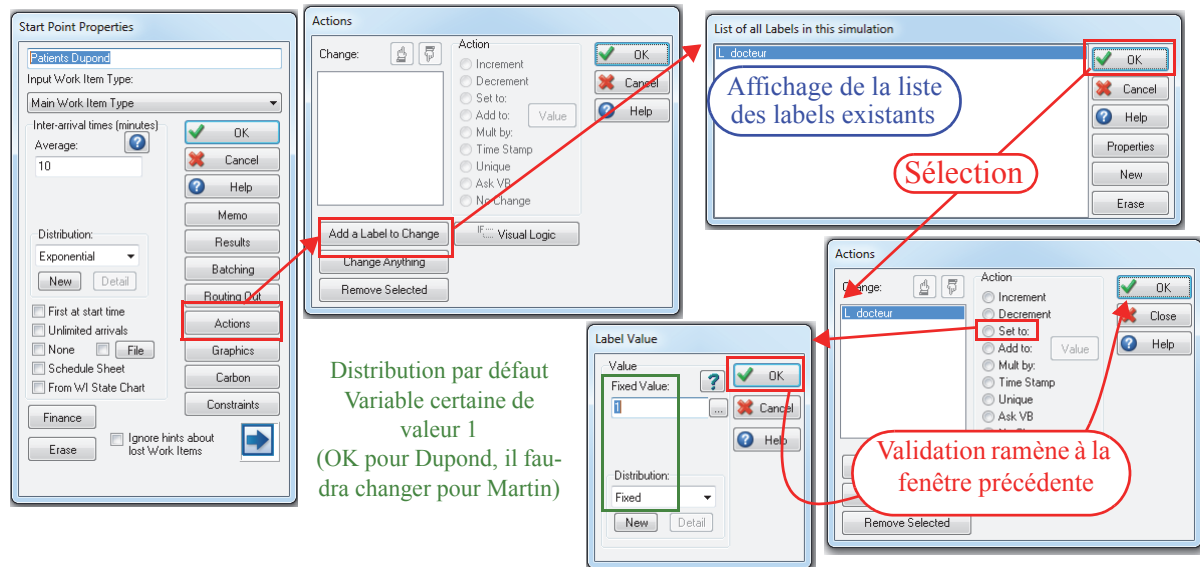 Start Point Properties
Patients Dupond
Input Work Item Type:
Main Work Item Type
Inter-arrival times (minutes)
Average:
10
Distribution:
Exponential
New
Detail
First at start time
Unlimited arrivals
None
File
Schedule Sheet
From WI State Chart
Finance
Erase
Ignore hints about
lost Work Items
OK
Cancel
Help
Memo
Results
Batching
Routing Out
Actions
Graphics
Carbon
Constraints
Actions
Change:
Action
Increment
Decrement
Set to:
Add to:
Value
Mult by:
Time Stamp
Unique
Ask VB
No Change
Add a Label to Change
IF Visual Logic
Change Anything
Remove Selected
OK
Cancel
Help
List of all Labels in this simulation
L docteur
Affichage de la liste
des labels existants
OK
Cancel
Help
Properties
New
Erase
Sélection
Distribution par défaut
Variable certaine de
valeur 1
(OK pour Dupond, il fau-
dra changer pour Martin)
Label Value
Value
Fixed Value:
1
...
Distribution:
Fixed
New
Detail
OK
Cancel
Help
Actions
Change:
L docteur
Action
Increment
Decrement
Set to:
Add to:
Value
Mult by:
Time Stamp
Unique
Ask VB
OK
Close
Help
Validation ramène à la
fenêtre précédente
Remove Selected